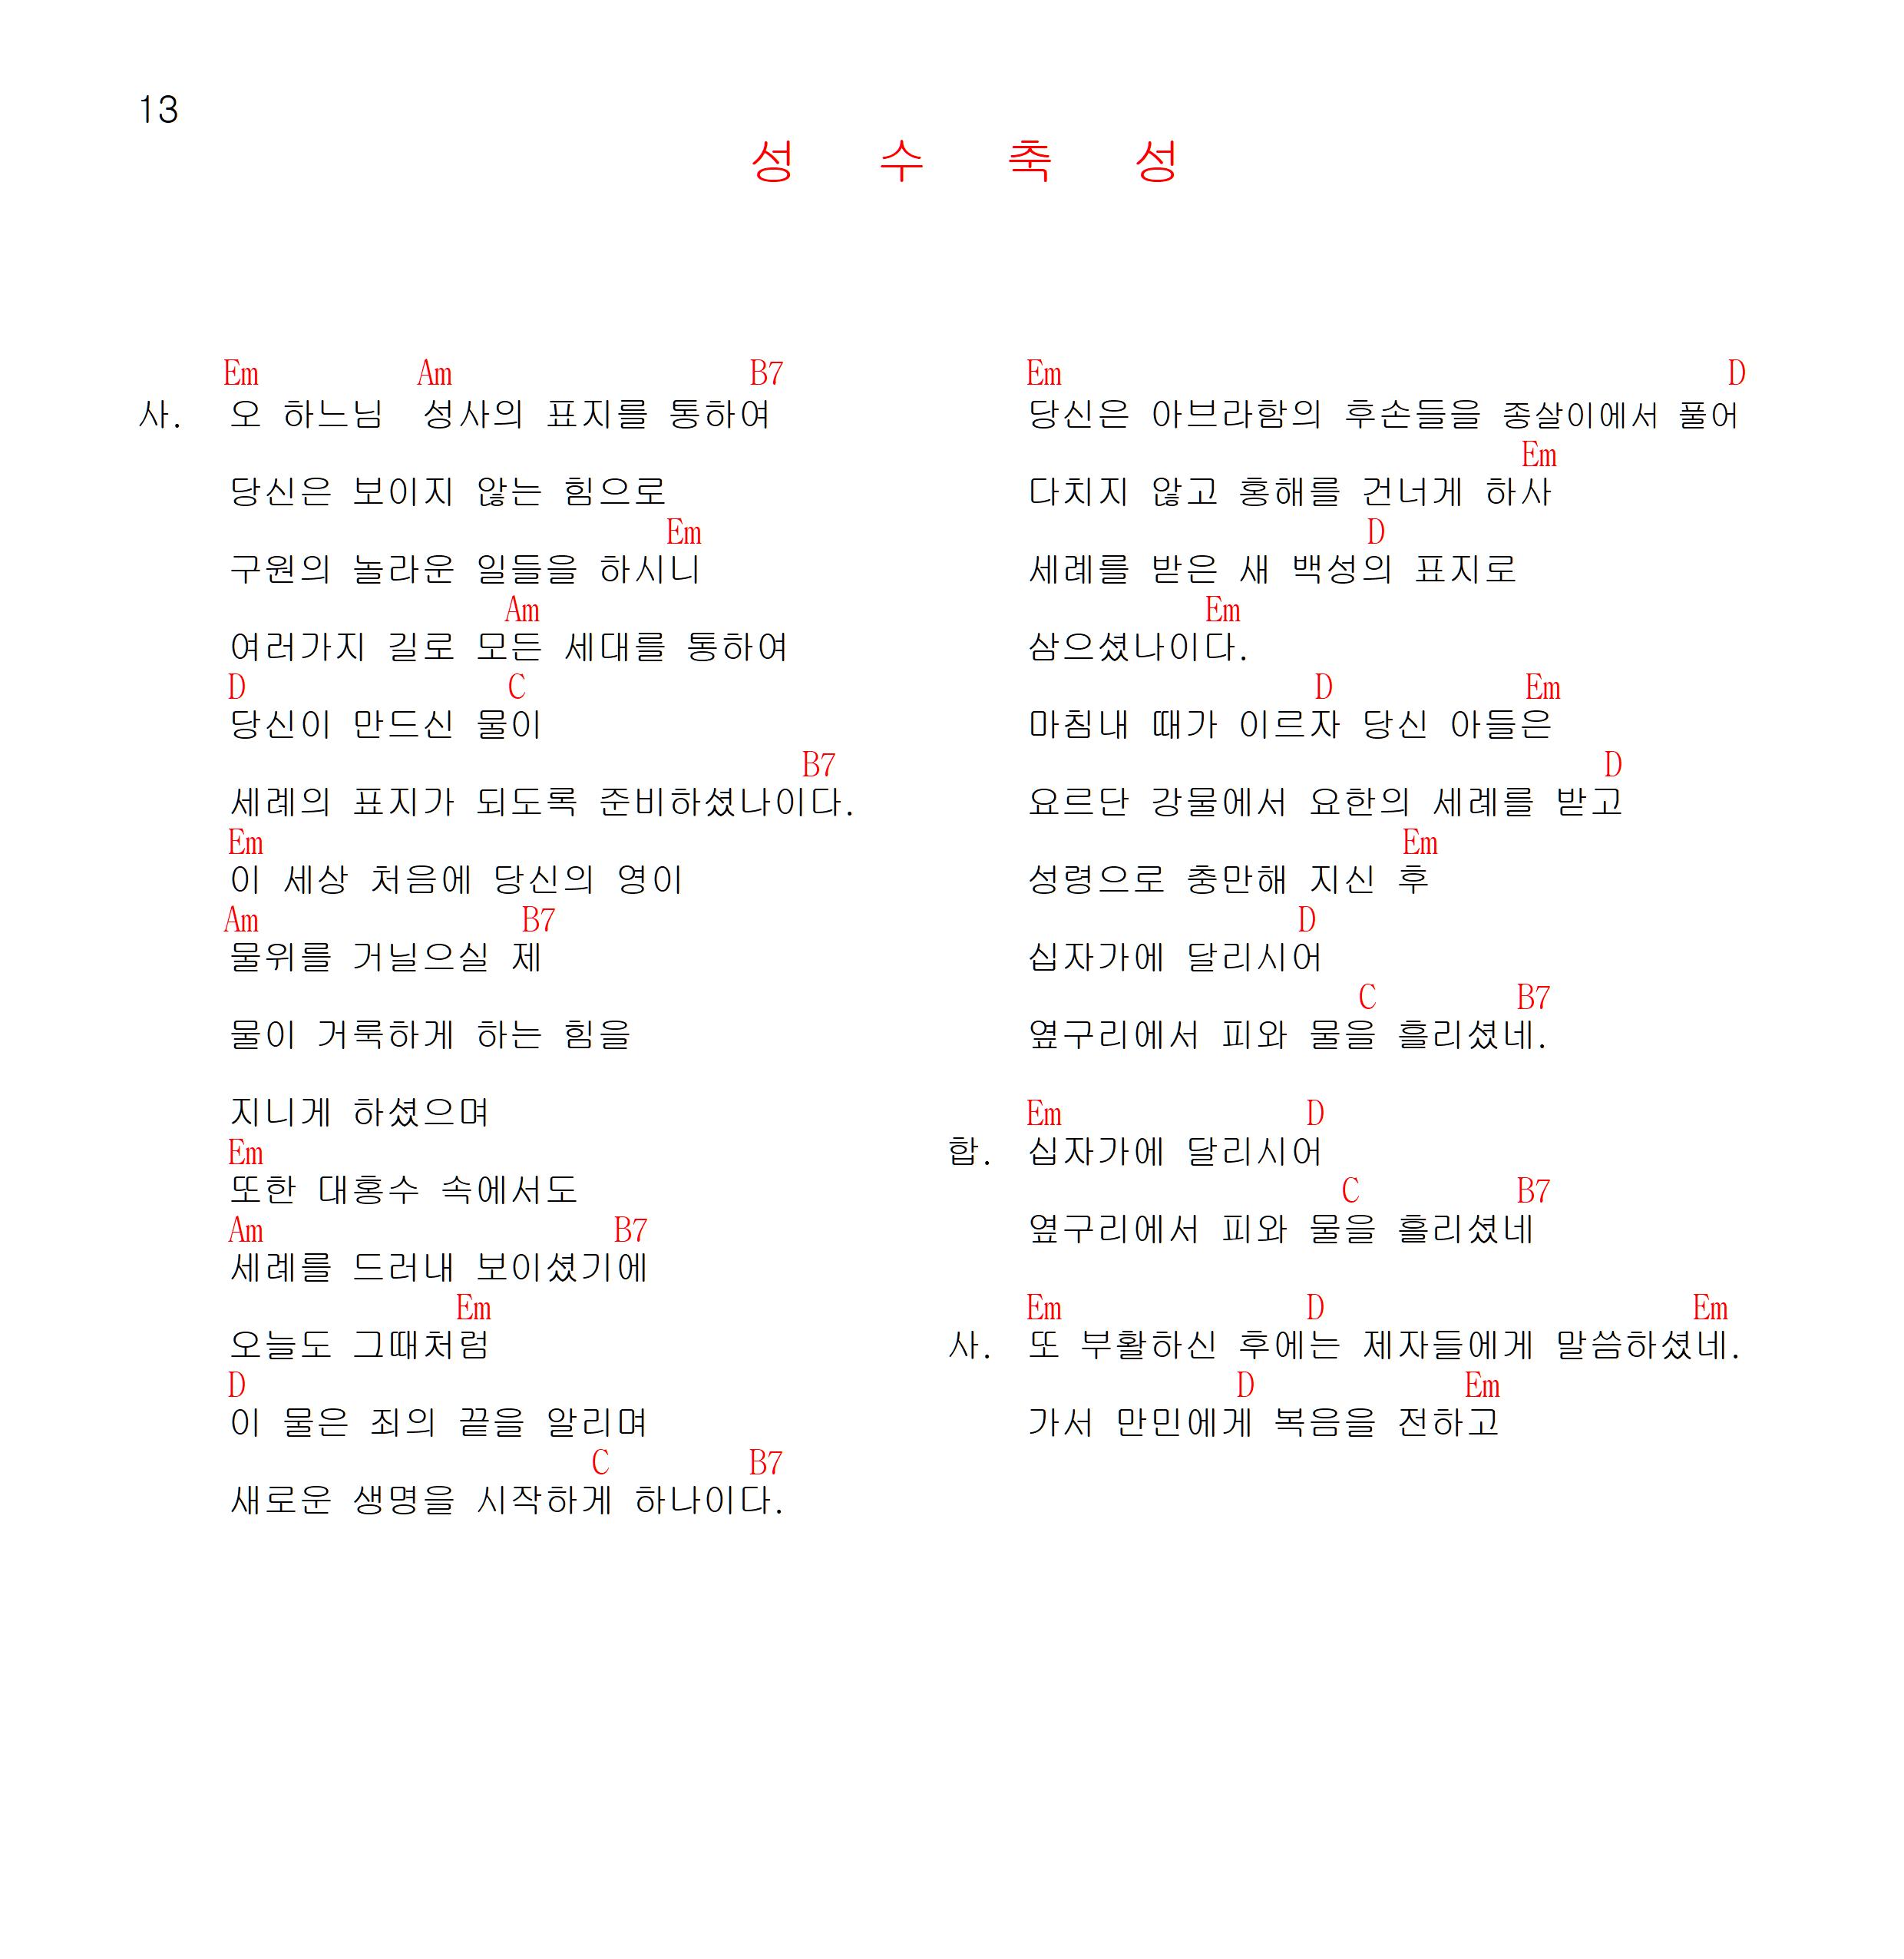 13
성 수 축 성
Em Am B7
사. 오 하느님 성사의 표지를 통하여
당신은 보이지 않는 힘으로
Em
구원의 놀라운 일들을 하시니
Am
여러가지 길로 모든 세대를 통하여
D C
당신이 만드신 물이
B7
세례의 표지가 되도록 준비하셨나이다.
Em
이 세상 처음에 당신의 영이
Am B7
물위를 거닐으실 제
물이 거룩하게 하는 힘을
지니게 하셨으며
Em
또한 대홍수 속에서도
Am B7
세례를 드러내 보이셨기에
Em
오늘도 그때처럼
D
이 물은 죄의 끝을 알리며
C B7
새로운 생명을 시작하게 하나이다.
Em D
당신은 아브라함의 후손들을 종살이에서 풀어
Em
다치지 않고 홍해를 건너게 하사
D
세례를 받은 새 백성의 표지로
Em
삼으셨나이다.
D Em
마침내 때가 이르자 당신 아들은
D
요르단 강물에서 요한의 세례를 받고
Em
성령으로 충만해 지신 후
D
십자가에 달리시어
C B7
옆구리에서 피와 물을 흘리셨네.
Em D
합. 십자가에 달리시어
C B7
옆구리에서 피와 물을 흘리셨네
Em D Em
사. 또 부활하신 후에는 제자들에게 말씀하셨네.
D Em
가서 만민에게 복음을 전하고